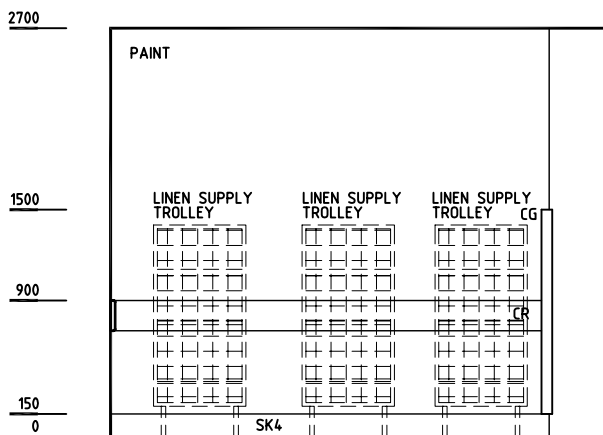 2700
PAINT
1500
LINEN SUPPLY
TROLLEY
LINEN SUPPLY
TROLLEY
LINEN SUPPLY
TROLLEY
CG
900
CR
150
0
SK4